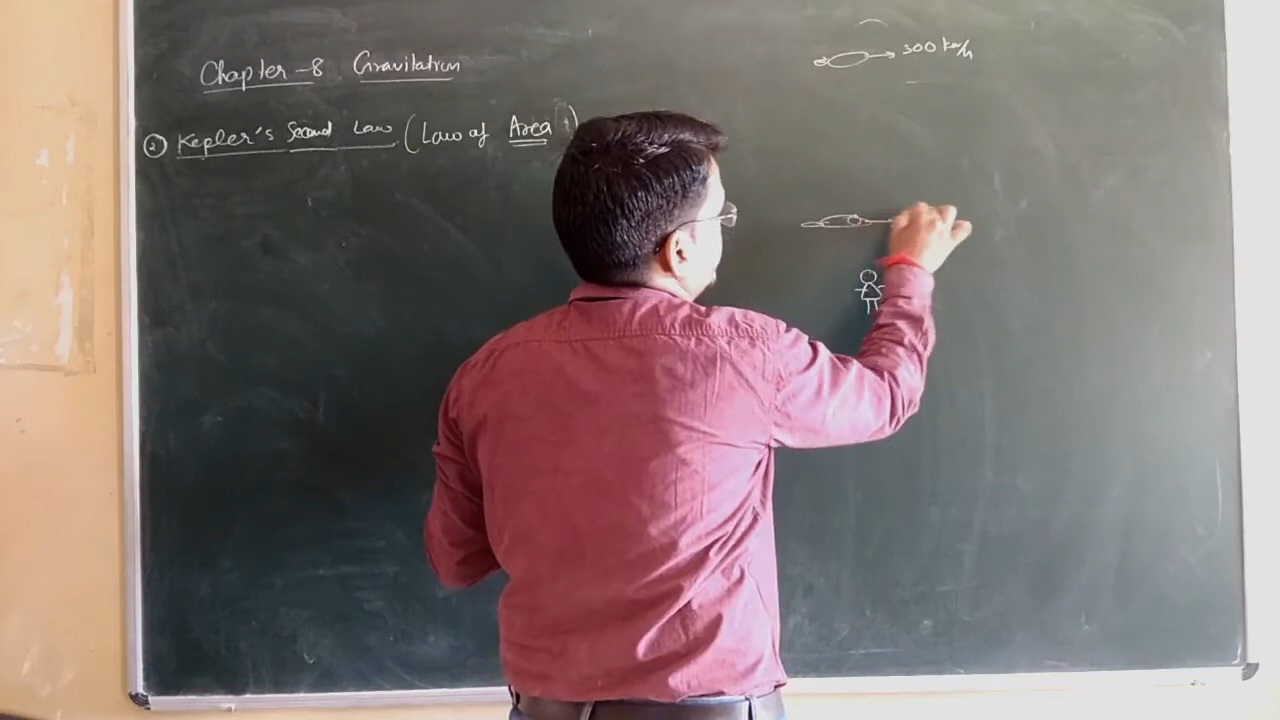 Chapter-8 Gravitation
300 km/h
② Kepler's Second Law (Law of Area)